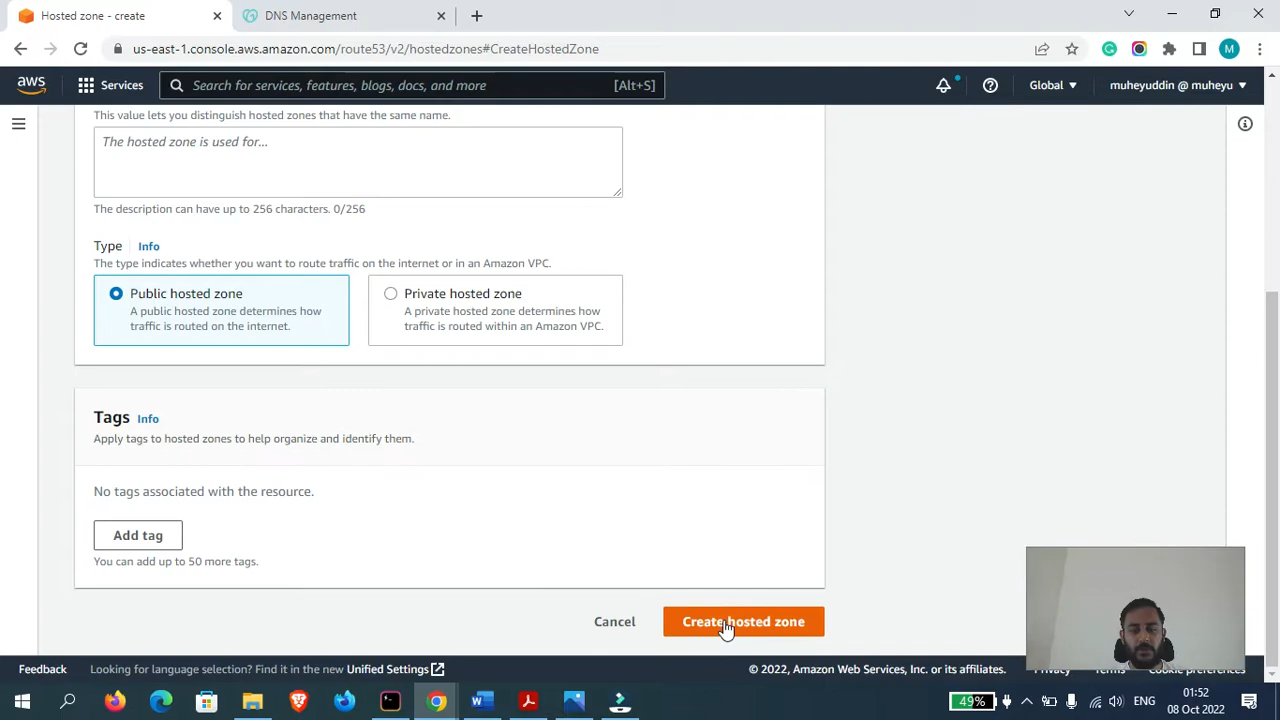 Hosted zone - create
DNS Management
us-east-1.console.aws.amazon.com/route53/v2/hostedzones#CreateHostedZone
M
aws
Services
Search for services, features, blogs, docs, and more
[Alt+S]
Global
muheyuddin @ muheyu
This value lets you distinguish hosted zones that have the same name.
The hosted zone is used for...
The description can have up to 256 characters. 0/256
Type
Info
The type indicates whether you want to route traffic on the internet or in an Amazon VPC.
Public hosted zone
A public hosted zone determines how
traffic is routed on the internet.
Private hosted zone
A private hosted zone determines how
traffic is routed within an Amazon VPC.
Tags Info
Apply tags to hosted zones to help organize and identify them.
No tags associated with the resource.
Add tag
You can add up to 50 more tags.
Cancel
Create hosted zone
Feedback
Looking for language selection? Find it in the new Unified Settings
© 2022, Amazon Web Services, Inc. or its affiliates.
Privacy
Terms
Cookie preferences
49%
ENG
01:52
08 Oct 2022